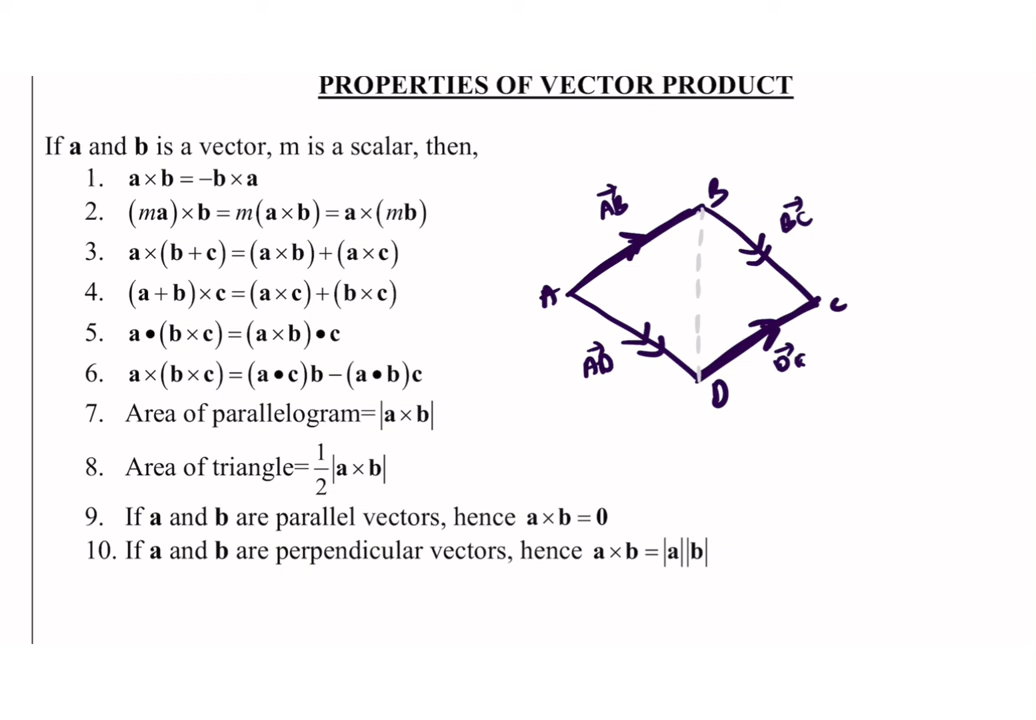 PROPERTIES OF VECTOR PRODUCT
If a and b is a vector, m is a scalar, then,
1. a × b = −b × a
2. (ma) × b = m(a × b) = a × (mb)
3. a × (b + c) = (a × b) + (a × c)
4. (a + b) × c = (a × c) + (b × c)
5. a • (b × c) = (a × b) • c
6. a × (b × c) = (a • c)b − (a • b)c
7. Area of parallelogram= |a × b|
8. Area of triangle= 1/2 |a × b|
9. If a and b are parallel vectors, hence a × b = 0
10. If a and b are perpendicular vectors, hence a × b = |a||b|
B
AB→
BC→
A
C
AD→
DC→
D